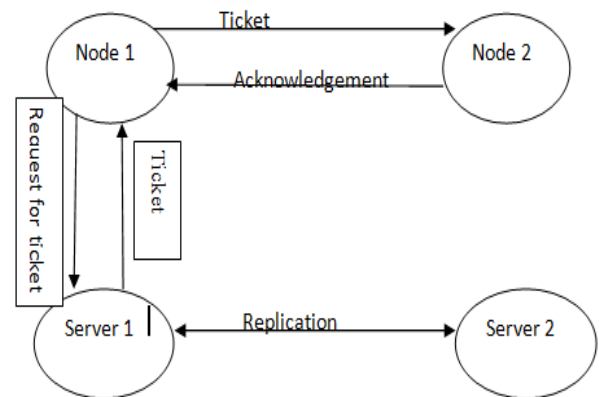 Ticket
Node 1
Node 2
Acknowledgement
Request for ticket
Ticket
Server 1
Replication
Server 2